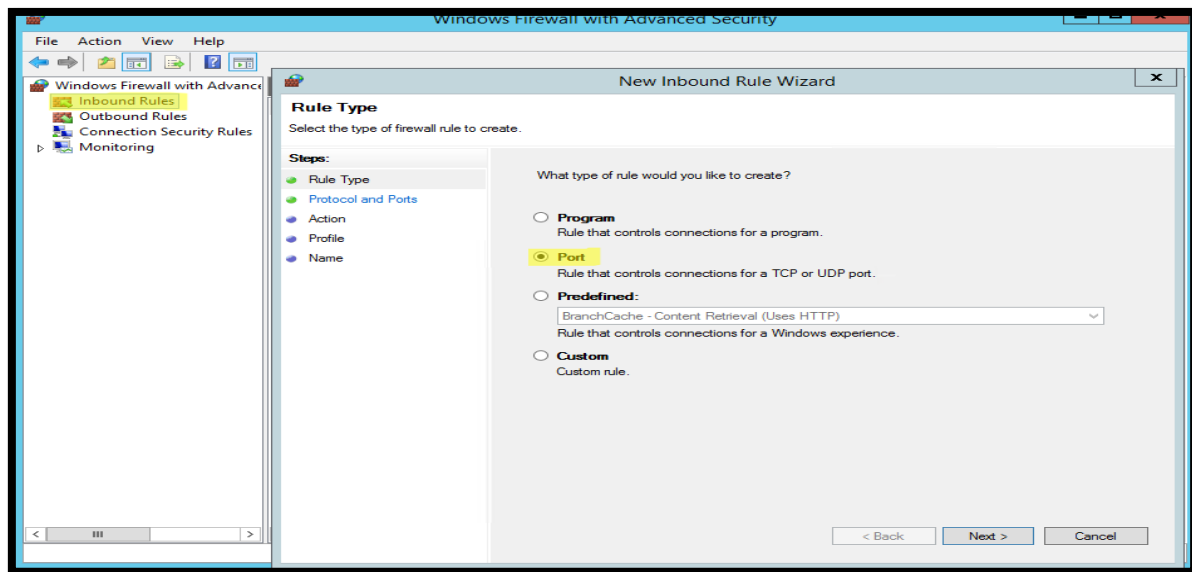 Windows Firewall with Advanced Security
File Action View Help
Windows Firewall with Advance
Inbound Rules
Outbound Rules
Connection Security Rules
Monitoring
New Inbound Rule Wizard
Rule Type
Select the type of firewall rule to create.
Steps:
Rule Type
Protocol and Ports
Action
Profile
Name
What type of rule would you like to create?
Program
Rule that controls connections for a program.
Port
Rule that controls connections for a TCP or UDP port.
Predefined:
BranchCache - Content Retrieval (Uses HTTP)
Rule that controls connections for a Windows experience.
Custom
Custom rule.
< Back Next > Cancel